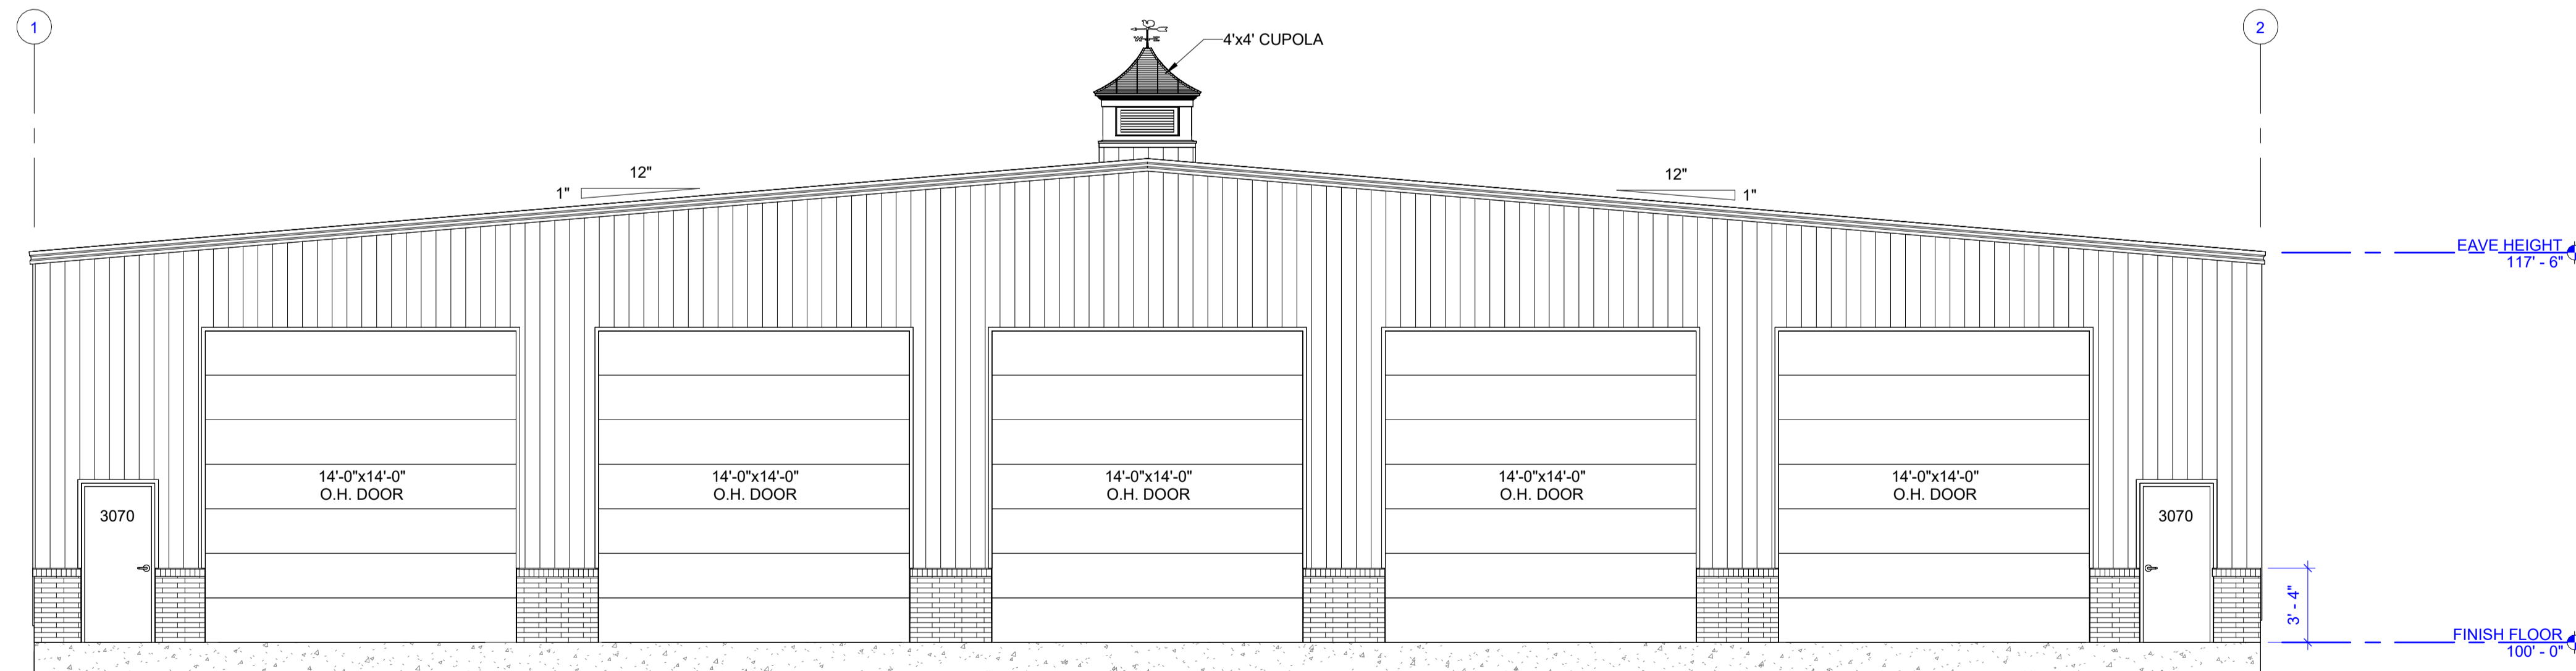 1
2
4'x4' CUPOLA
W E
12"
1"
12"
1"
EAVE HEIGHT
117' - 6"
14'-0"x14'-0"
O.H. DOOR
14'-0"x14'-0"
O.H. DOOR
14'-0"x14'-0"
O.H. DOOR
14'-0"x14'-0"
O.H. DOOR
14'-0"x14'-0"
O.H. DOOR
3070
3070
3' - 4"
FINISH FLOOR
100' - 0"